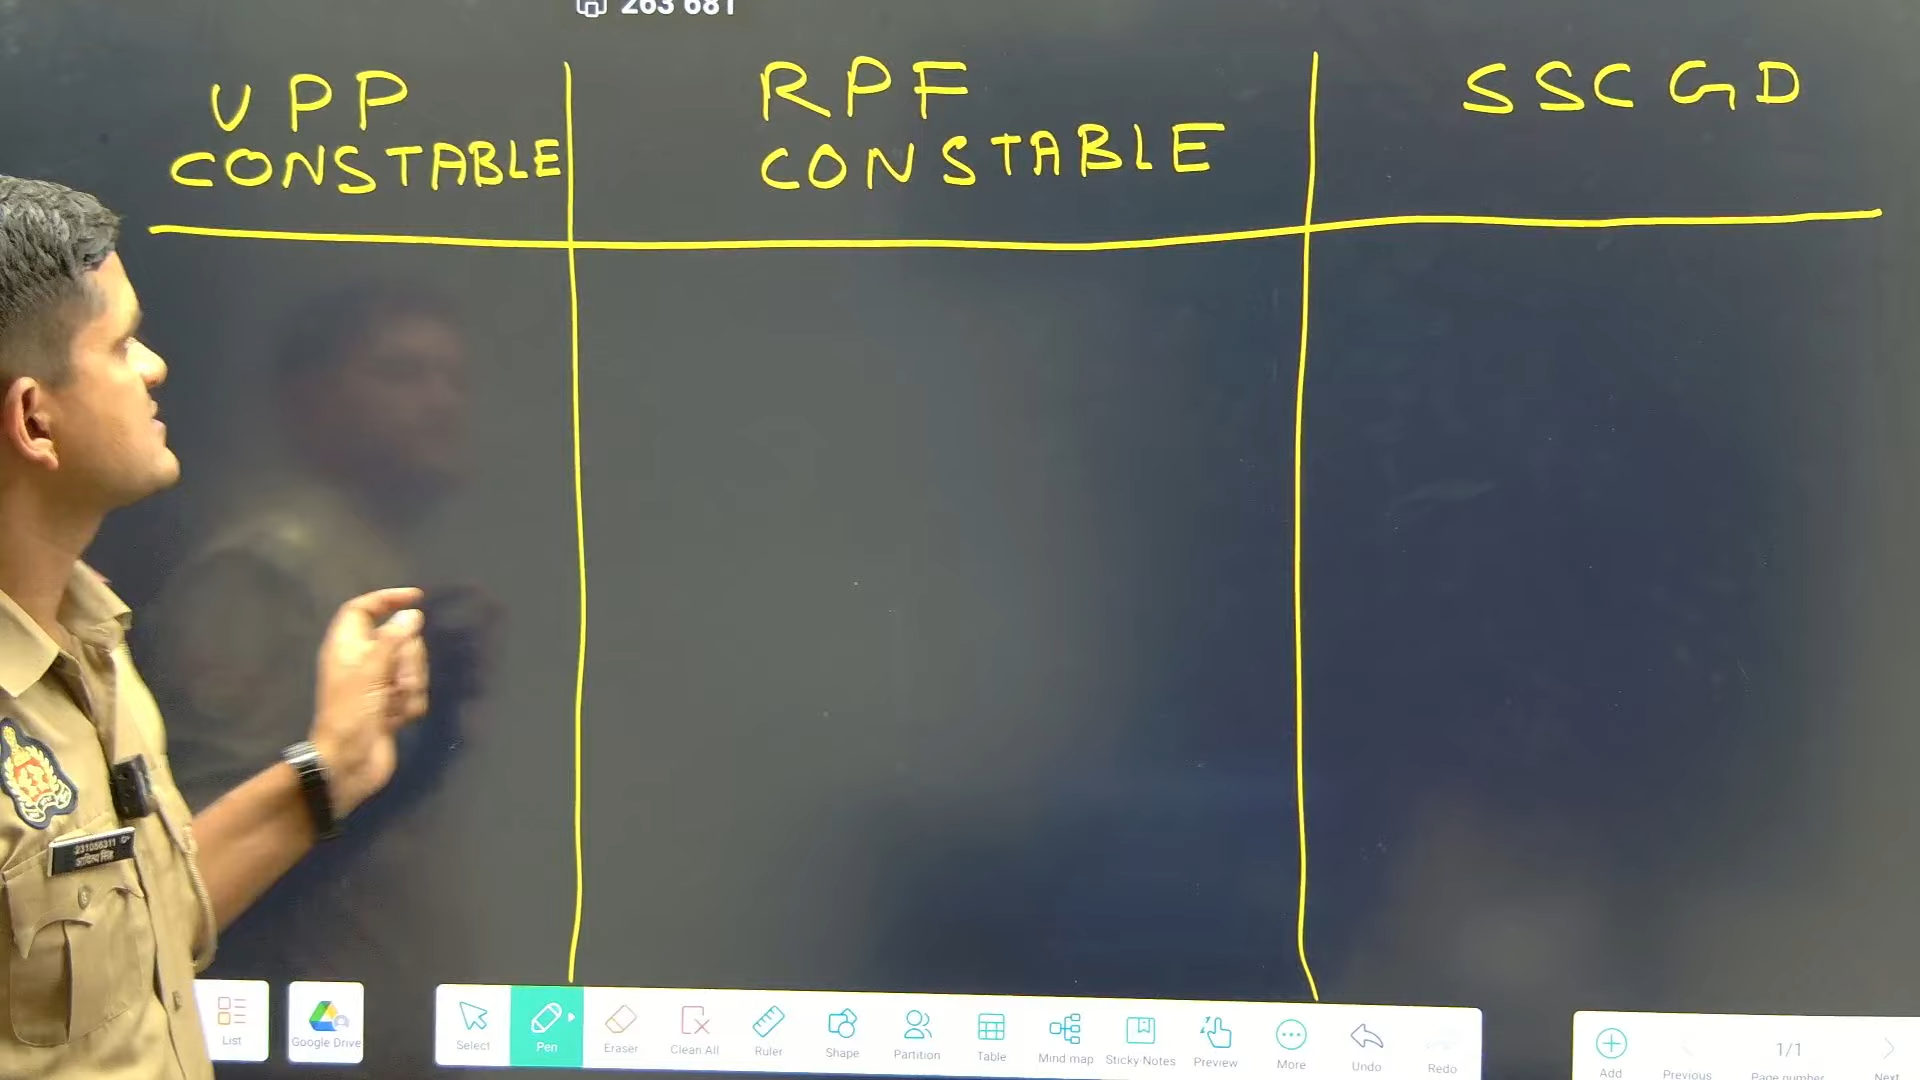 263 681
UPP
CONSTABLE
RPF
CONSTABLE
SSC GD
231056311
List
Google Drive
Select
Pen
Eraser
Clean All
Ruler
Shape
Partition
Table
Mind map
Sticky Notes
Preview
More
Undo
Redo
Add
Previous
1/1
Page number
Next